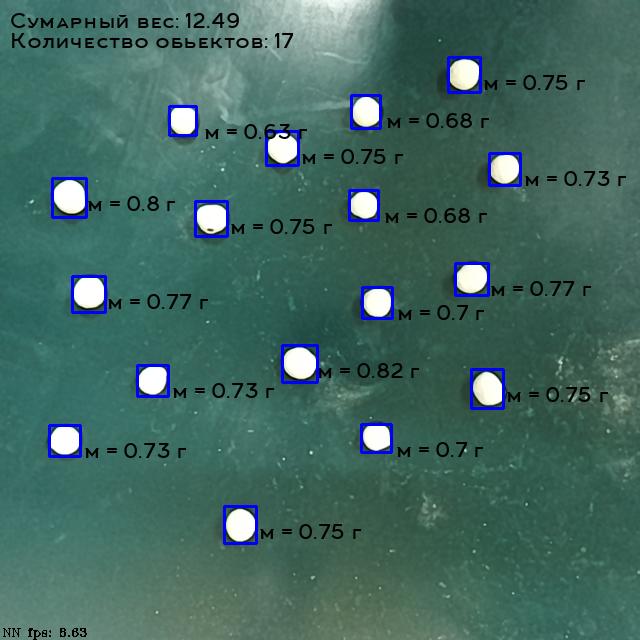 Сумарный вес: 12.49
Количество обьектов: 17
м = 0.75 г
м = 0.68 г
м = 0.63 г
м = 0.75 г
м = 0.73 г
м = 0.8 г
м = 0.68 г
м = 0.75 г
м = 0.77 г
м = 0.77 г
м = 0.7 г
м = 0.82 г
м = 0.73 г
м = 0.75 г
м = 0.73 г
м = 0.7 г
м = 0.75 г
NN fps: 8.63